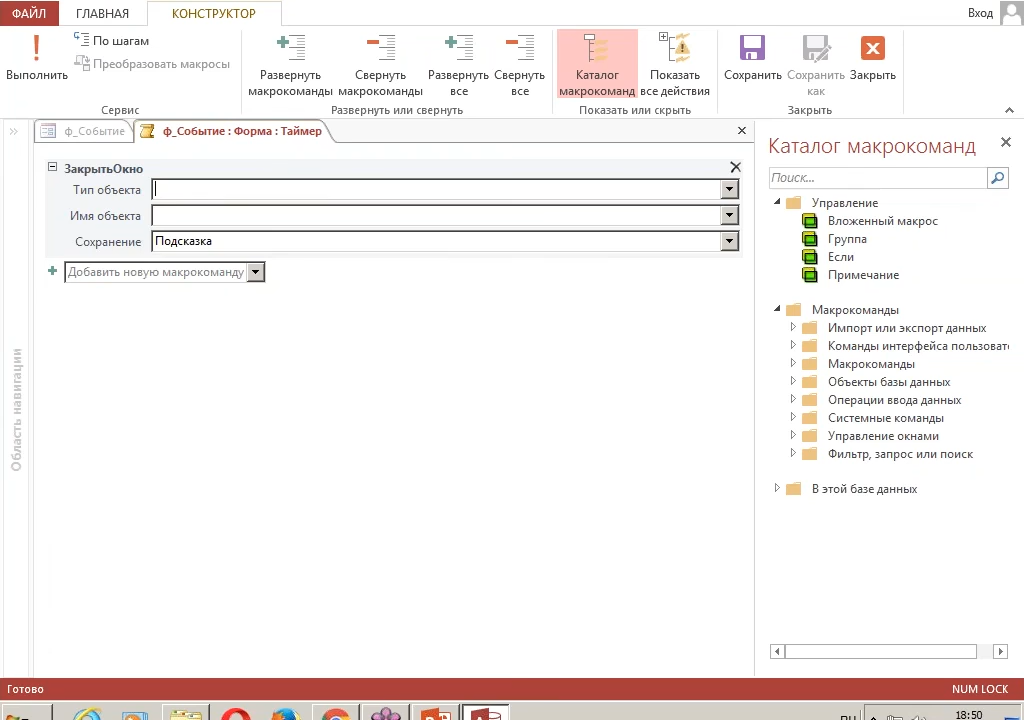 ФАЙЛ ГЛАВНАЯ КОНСТРУКТОР Вход
Выполнить
По шагам
Преобразовать макросы
Сервис
Развернуть макрокоманды
Свернуть макрокоманды
Развернуть все
Свернуть все
Развернуть или свернуть
Каталог макрокоманд
Показать все действия
Показать или скрыть
Сохранить
Сохранить как
Закрыть
Закрыть
ф_Событие
ф_Событие : Форма : Таймер
ЗакрытьОкно
Тип объекта
Имя объекта
Сохранение Подсказка
Добавить новую макрокоманду
Область навигации
Каталог макрокоманд
Поиск...
Управление
Вложенный макрос
Группа
Если
Примечание
Макрокоманды
Импорт или экспорт данных
Команды интерфейса пользоват
Макрокоманды
Объекты базы данных
Операции ввода данных
Системные команды
Управление окнами
Фильтр, запрос или поиск
В этой базе данных
Готово NUM LOCK
18:50